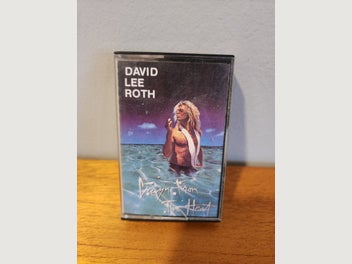 DAVID
LEE
ROTH
Crazy from
The Heat